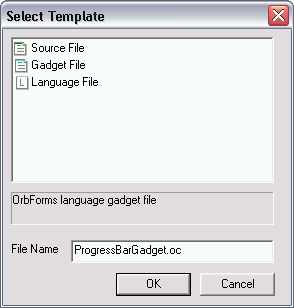 Select Template
Source File
Gadget File
L Language File
OrbForms language gadget file
File Name ProgressBarGadget.oc
OK Cancel